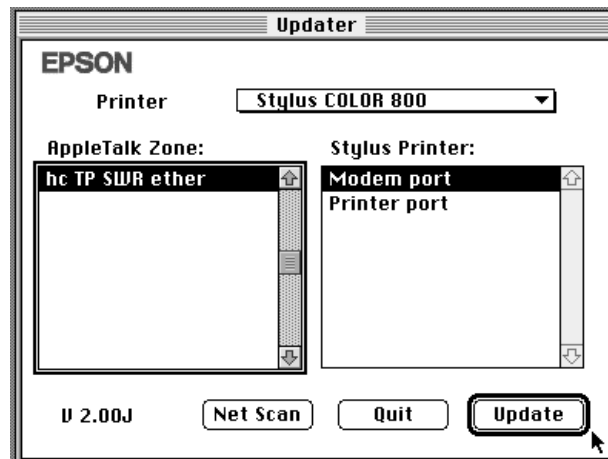 Updater
EPSON
Printer Stylus COLOR 800
AppleTalk Zone: Stylus Printer:
hc TP SWR ether Modem port
Printer port
V 2.00J Net Scan Quit Update